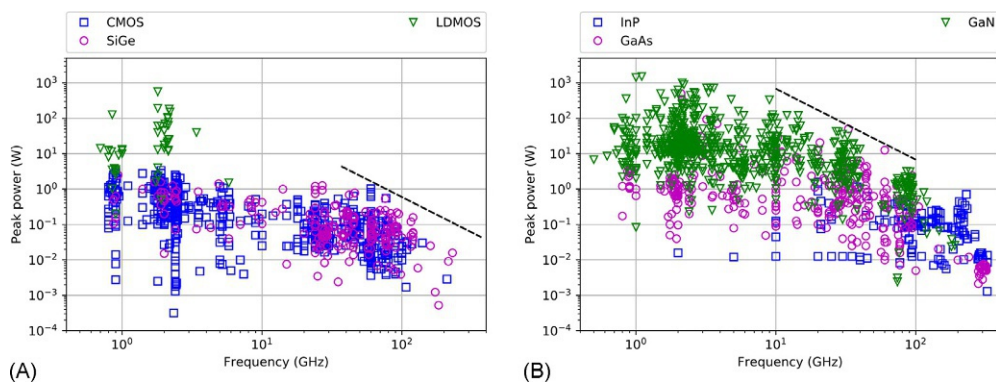 CMOS
LDMOS
SiGe
Peak power (W)
10³
10²
10¹
10⁰
10⁻¹
10⁻²
10⁻³
10⁻⁴
10⁰
10¹
10²
Frequency (GHz)
(A)
InP
GaN
GaAs
Peak power (W)
10³
10²
10¹
10⁰
10⁻¹
10⁻²
10⁻³
10⁻⁴
10⁰
10¹
10²
Frequency (GHz)
(B)